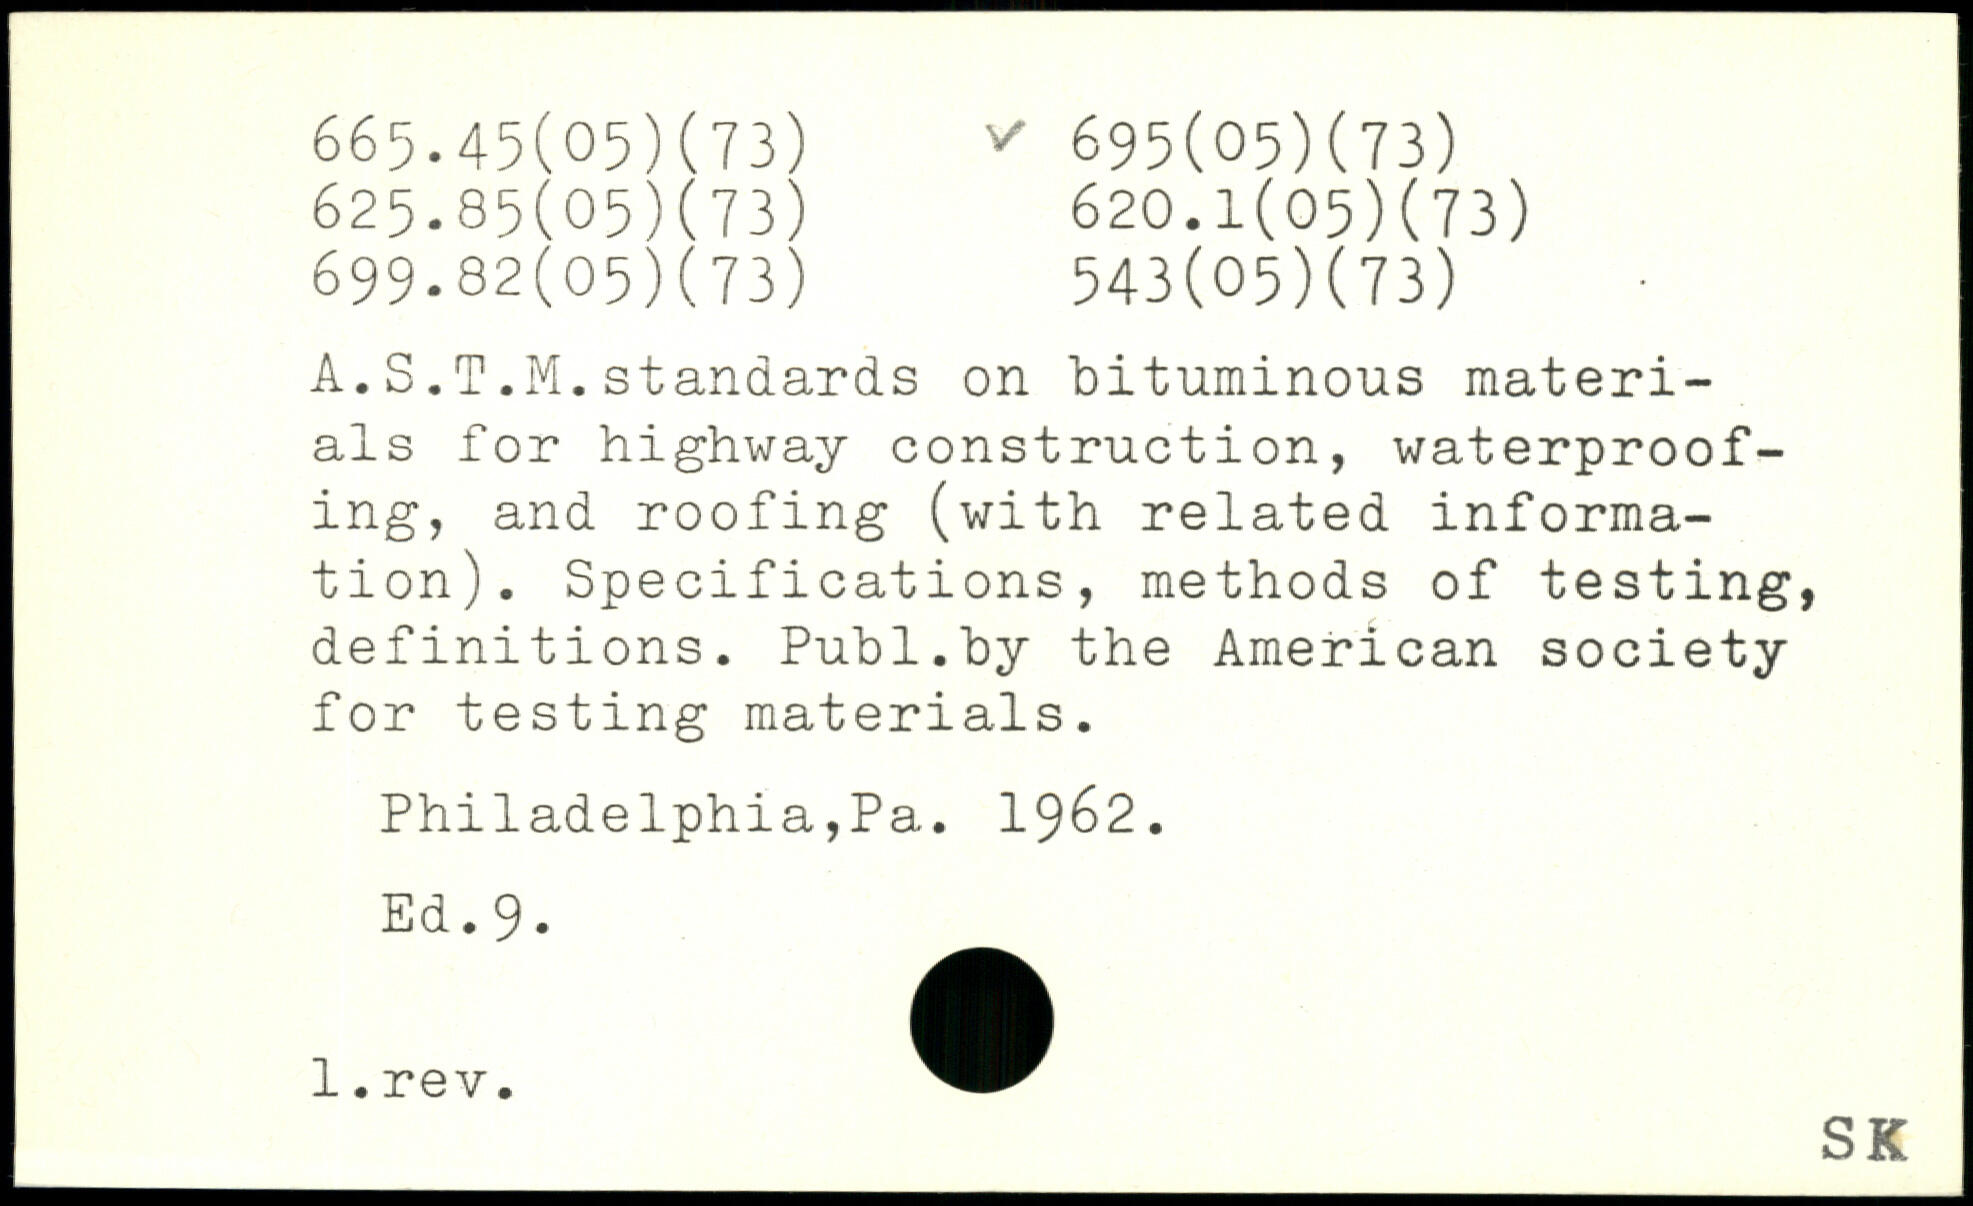 665.45(05)(73) ✓ 695(05)(73)
625.85(05)(73) 620.1(05)(73)
699.82(05)(73) 543(05)(73)
A.S.T.M.standards on bituminous materi-
als for highway construction, waterproof-
ing, and roofing (with related informa-
tion). Specifications, methods of testing,
definitions. Publ.by the American society
for testing materials.
Philadelphia,Pa. 1962.
Ed.9.
1.rev.
SK